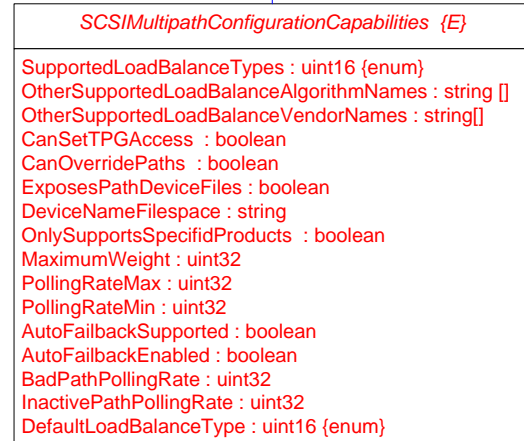 SCSIMultipathConfigurationCapabilities {E}
SupportedLoadBalanceTypes : uint16 {enum}
OtherSupportedLoadBalanceAlgorithmNames : string []
OtherSupportedLoadBalanceVendorNames : string[]
CanSetTPGAccess : boolean
CanOverridePaths : boolean
ExposesPathDeviceFiles : boolean
DeviceNameFilespace : string
OnlySupportsSpecifidProducts : boolean
MaximumWeight : uint32
PollingRateMax : uint32
PollingRateMin : uint32
AutoFailbackSupported : boolean
AutoFailbackEnabled : boolean
BadPathPollingRate : uint32
InactivePathPollingRate : uint32
DefaultLoadBalanceType : uint16 {enum}